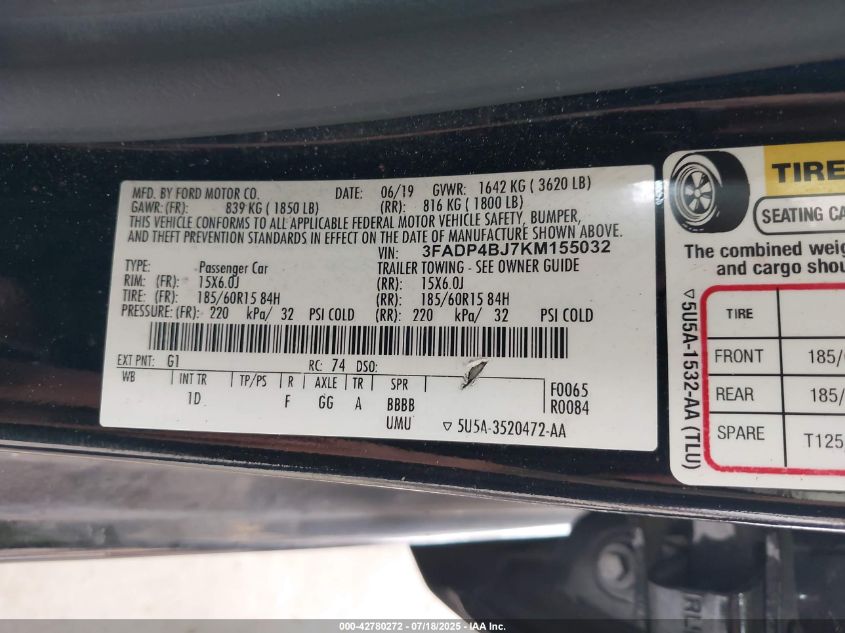 MFD. BY FORD MOTOR CO. DATE: 06/19 GVWR: 1642 KG ( 3620 LB)
GAWR: (FR): 839 KG ( 1850 LB) (RR): 816 KG ( 1800 LB)
THIS VEHICLE CONFORMS TO ALL APPLICABLE FEDERAL MOTOR VEHICLE SAFETY, BUMPER,
AND THEFT PREVENTION STANDARDS IN EFFECT ON THE DATE OF MANUFACTURE SHOWN ABOVE.
VIN: 3FADP4BJ7KM155032
TYPE: Passenger Car TRAILER TOWING - SEE OWNER GUIDE
RIM: (FR): 15X6.0J (RR): 15X6.0J
TIRE: (FR): 185/60R15 84H (RR): 185/60R15 84H
PRESSURE: (FR): 220 kPa/ 32 PSI COLD (RR): 220 kPa/ 32 PSI COLD
EXT PNT: G1 RC: 74 DSO:
WB INT TR TP/PS R AXLE TR SPR F0065
1D F GG A BBBB R0084
UMU ▽ 5U5A-3520472-AA
TIRE
SEATING CA
The combined weig
and cargo shou
▽5U5A-1532-AA (TLU)
TIRE
FRONT 185/
REAR 185/
SPARE T125
000-42780272 - 07/18/2025 - IAA Inc.